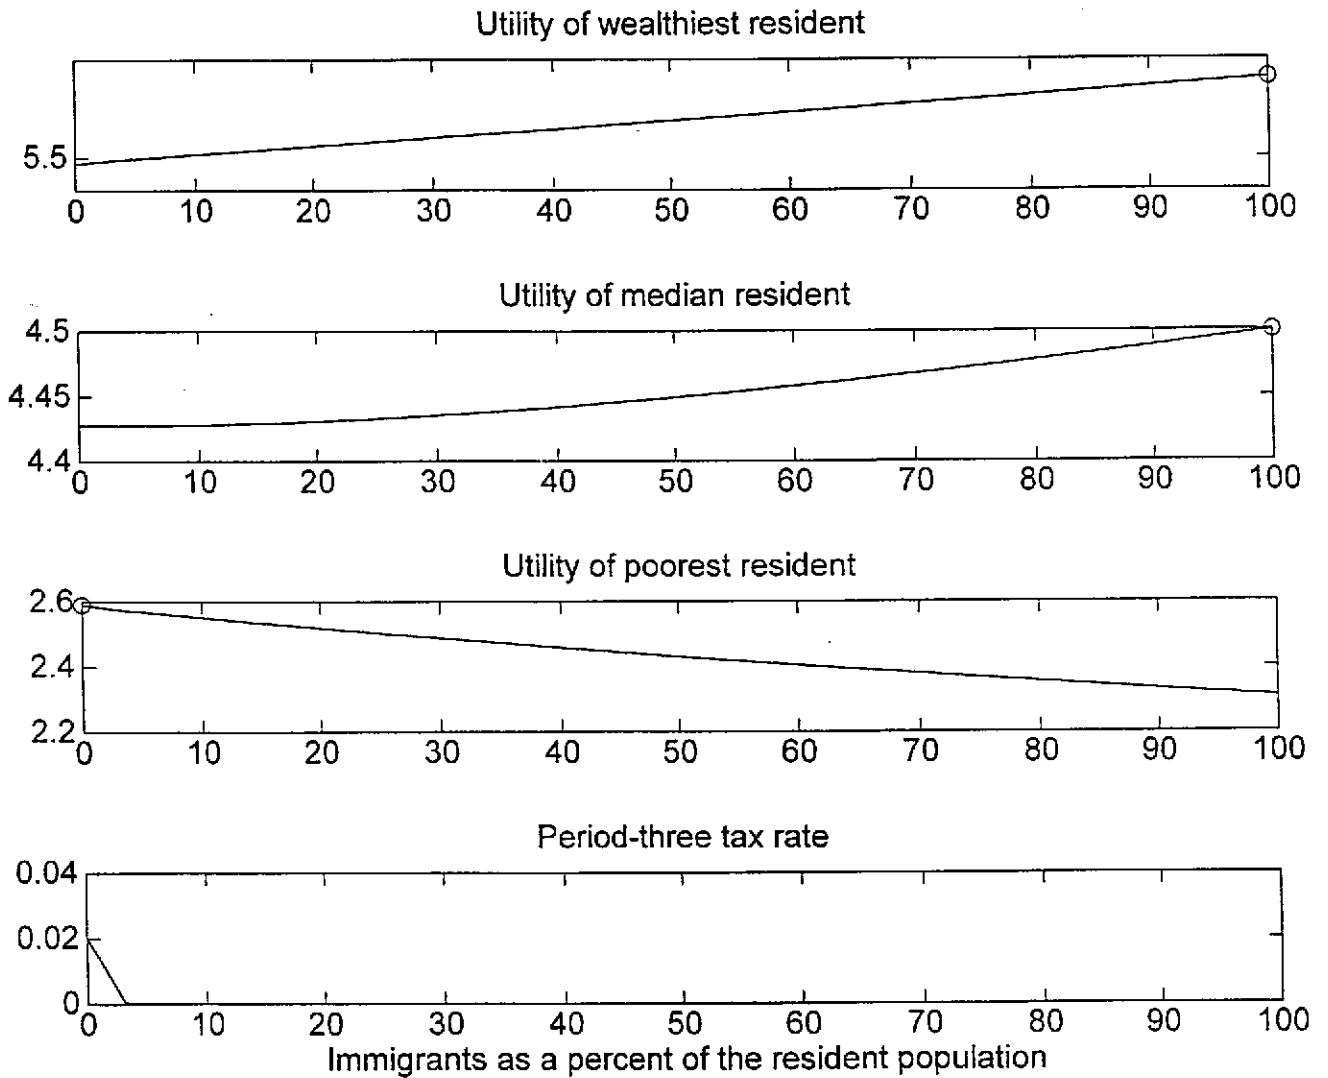 Utility of wealthiest resident
5.5
0 10 20 30 40 50 60 70 80 90 100
Utility of median resident
4.5
4.45
4.4
0 10 20 30 40 50 60 70 80 90 100
Utility of poorest resident
2.6
2.4
2.2
0 10 20 30 40 50 60 70 80 90 100
Period-three tax rate
0.04
0.02
0
0 10 20 30 40 50 60 70 80 90 100
Immigrants as a percent of the resident population